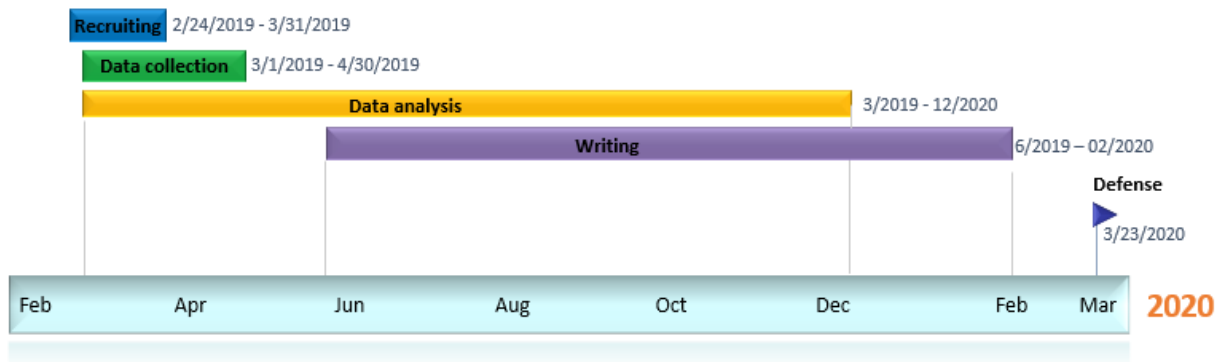 Recruiting 2/24/2019 - 3/31/2019
Data collection 3/1/2019 - 4/30/2019
Data analysis 3/2019 - 12/2020
Writing 6/2019 – 02/2020
Defense
3/23/2020
Feb Apr Jun Aug Oct Dec Feb Mar 2020